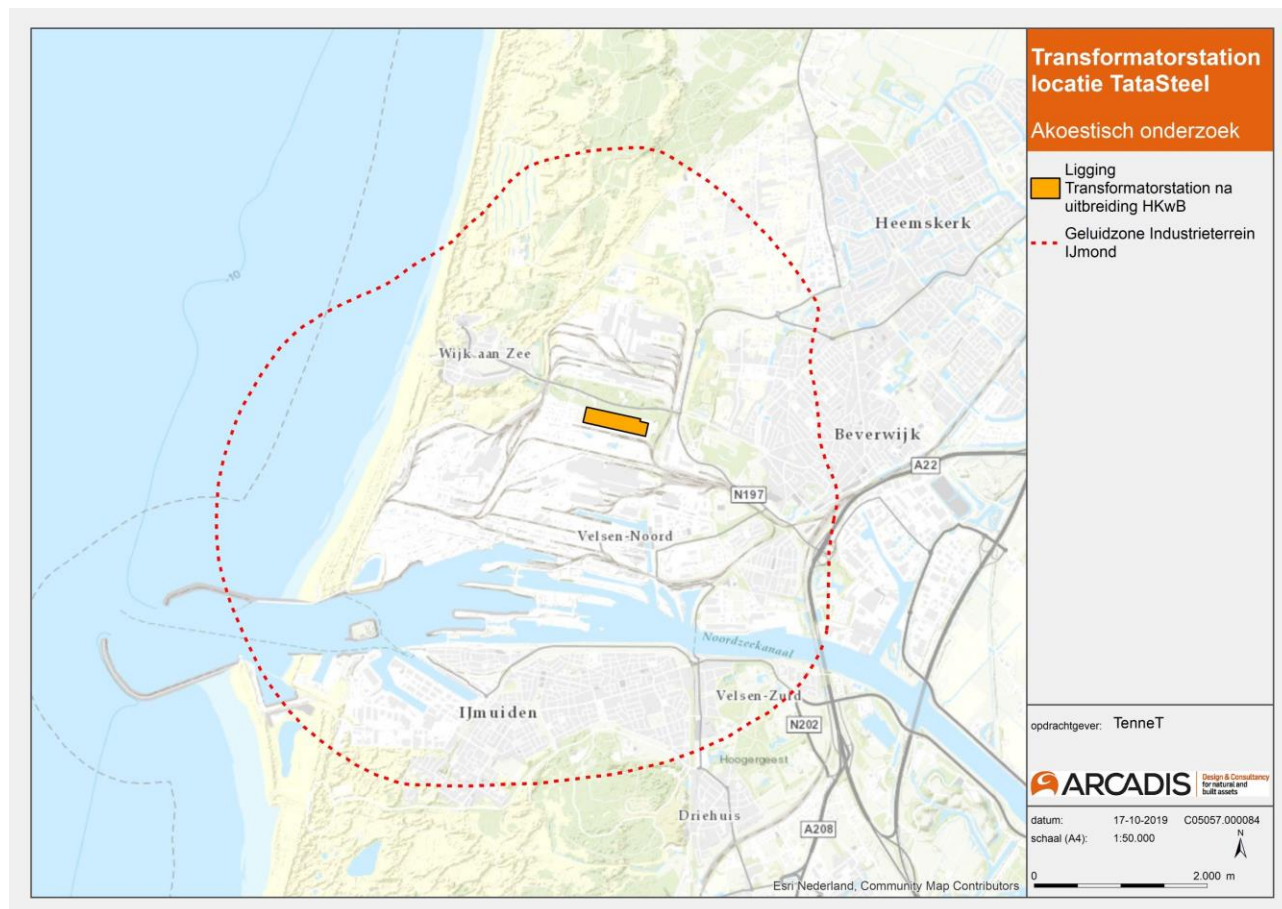 Transformatorstation
locatie TataSteel
Akoestisch onderzoek
Ligging
Transformatorstation na
uitbreiding HKwB
Geluidzone Industrieterrein
IJmond
-10
Heemskerk
Wijk aan Zee
Beverwijk
A22
N197
Velsen-Noord
Noordzeekanaal
Velsen-Zuid
IJmuiden
N202
Hoogergeest
Driehuis
A208
Esri Nederland, Community Map Contributors
opdrachtgever: TenneT
ARCADIS
Design & Consultancy
for natural and
built assets
datum: 17-10-2019 C05057.000084
schaal (A4): 1:50.000
N
0 2.000 m